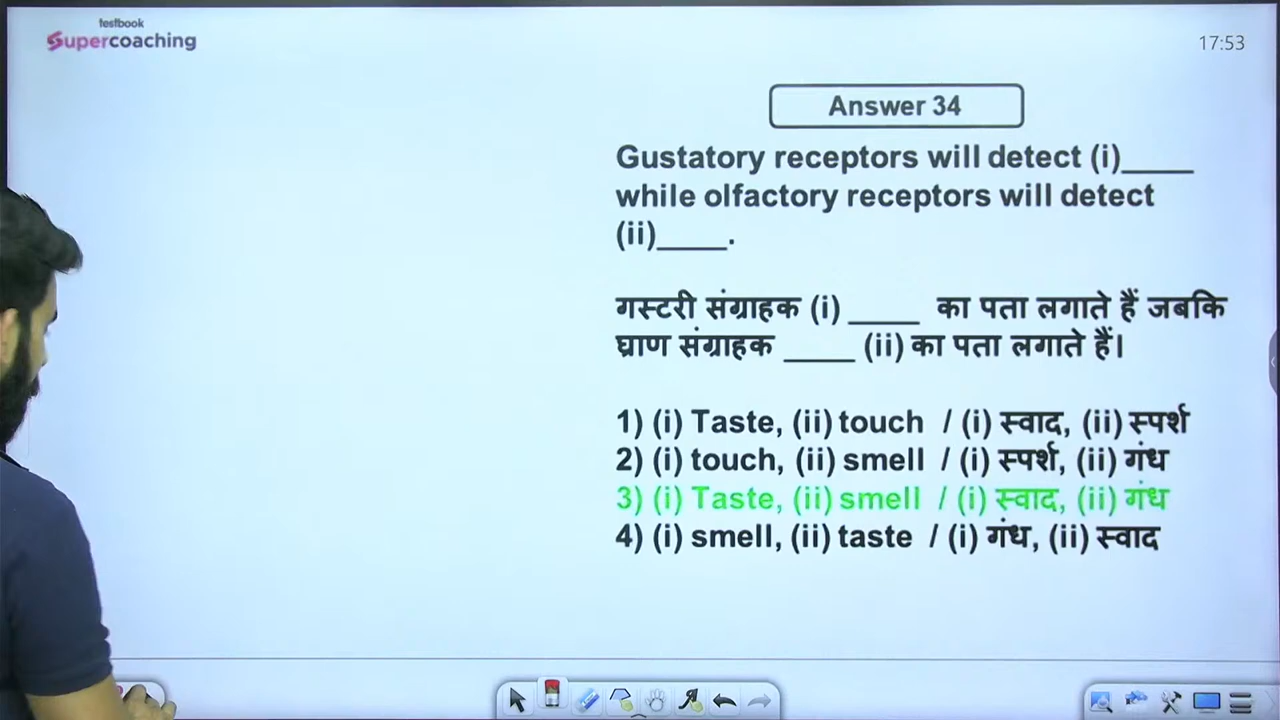 testbook
Supercoaching
17:53
Answer 34
Gustatory receptors will detect (i)____
while olfactory receptors will detect
(ii)____.
गस्टरी संग्राहक (i) ____ का पता लगाते हैं जबकि
घ्राण संग्राहक ____ (ii) का पता लगाते हैं।
1) (i) Taste, (ii) touch / (i) स्वाद, (ii) स्पर्श
2) (i) touch, (ii) smell / (i) स्पर्श, (ii) गंध
3) (i) Taste, (ii) smell / (i) स्वाद, (ii) गंध
4) (i) smell, (ii) taste / (i) गंध, (ii) स्वाद